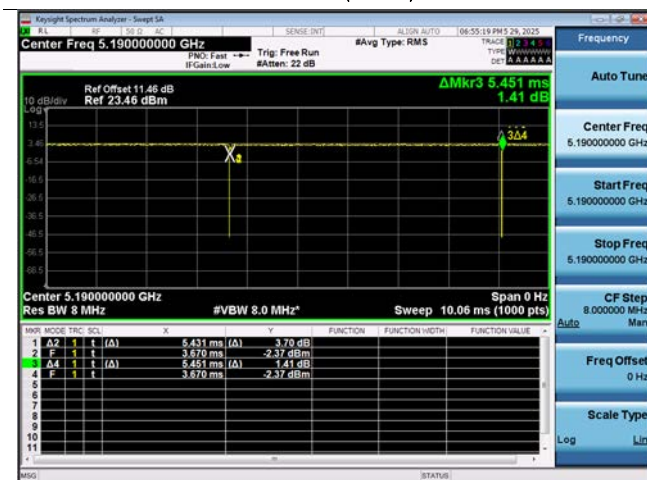 Keysight Spectrum Analyzer - Swept SA
RL RF 50 Ω AC SENSE:INT ALIGN AUTO 06:55:19 PM 5 29, 2025
Center Freq 5.190000000 GHz #Avg Type: RMS TRACE 1 2 3 4 5 6
PNO: Fast Trig: Free Run TYPE W
IFGain:Low #Atten: 22 dB DET A A A A A A
Ref Offset 11.46 dB ΔMkr3 5.451 ms
10 dB/div Ref 23.46 dBm 1.41 dB
Log
13.5
3.46
-6.54
-16.5
-26.5
-36.5
-46.5
-56.5
-66.5
3Δ4
Center 5.190000000 GHz Span 0 Hz
Res BW 8 MHz #VBW 8.0 MHz* Sweep 10.06 ms (1000 pts)
MKR MODE TRC SCL X Y FUNCTION FUNCTION WIDTH FUNCTION VALUE
1 Δ2 1 t (Δ) 5.431 ms (Δ) 3.70 dB
2 F 1 t 3.670 ms -2.37 dBm
3 Δ4 1 t (Δ) 5.451 ms (Δ) 1.41 dB
4 F 1 t 3.670 ms -2.37 dBm
5
6
7
8
9
10
11
MSG STATUS
Frequency
Auto Tune
Center Freq
5.190000000 GHz
Start Freq
5.190000000 GHz
Stop Freq
5.190000000 GHz
CF Step
8.000000 MHz
Auto Man
Freq Offset
0 Hz
Scale Type
Log Lin